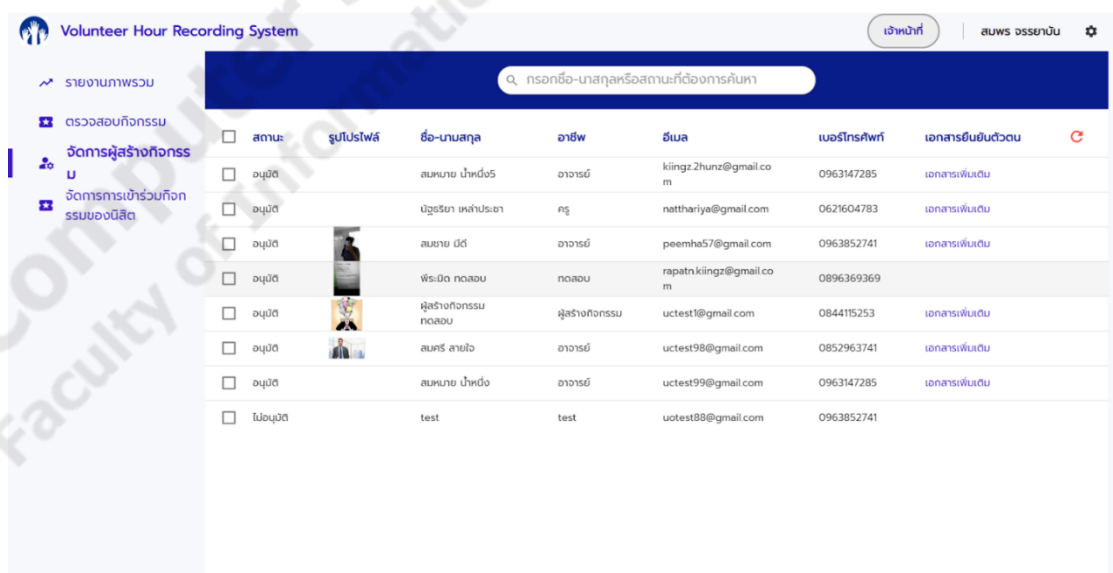 Volunteer Hour Recording System
เจ้าหน้าที่
สมพร จรรยาบัน
รายงานภาพรวม
ตรวจสอบกิจกรรม
จัดการผู้สร้างกิจกรร
ม
จัดการการเข้าร่วมกิจก
รรมของนิสิต
กรอกชื่อ-นาสกุลหรือสถานะที่ต้องการค้นหา
สถานะ รูปโปรไฟล์ ชื่อ-นามสกุล อาชีพ อีเมล เบอร์โทรศัพท์ เอกสารยืนยันตัวตน
อนุมัติ สมหมาย น้ำหนึ่ง5 อาจารย์ kiingz.2hunz@gmail.co
m 0963147285 เอกสารเพิ่มเติม
อนุมัติ นัฐธริยา เหล่าประชา ครู natthariya@gmail.com 0621604783 เอกสารเพิ่มเติม
อนุมัติ สมชาย มีดี อาจารย์ peemha57@gmail.com 0963852741 เอกสารเพิ่มเติม
อนุมัติ พีระมิด ทดสอบ ทดสอบ rapatn.kiingz@gmail.co
m 0896369369
อนุมัติ ผู้สร้างกิจกรรม
ทดสอบ ผู้สร้างกิจกรรม uctest1@gmail.com 0844115253 เอกสารเพิ่มเติม
อนุมัติ สมศรี สายใจ อาจารย์ uctest98@gmail.com 0852963741 เอกสารเพิ่มเติม
อนุมัติ สมหมาย น้ำหนึ่ง อาจารย์ uctest99@gmail.com 0963147285 เอกสารเพิ่มเติม
ไม่อนุมัติ test test uotest88@gmail.com 0963852741
Computer
Faculty of Informatio